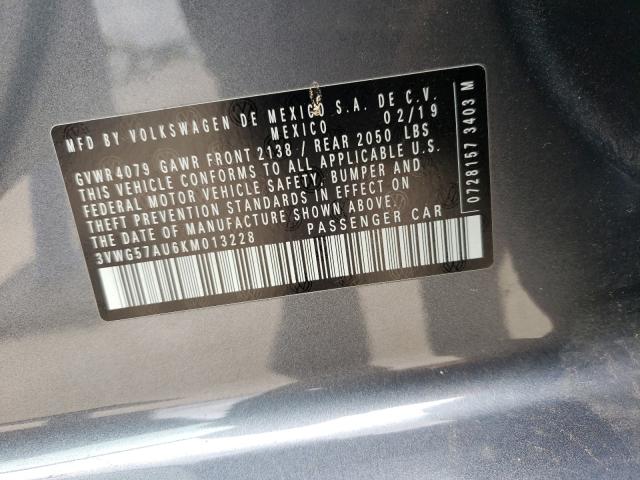 MFD BY VOLKSWAGEN DE MEXICO S.A. DE C.V.
MEXICO 02/19
GVWR4079 GAWR FRONT 2138 / REAR 2050 LBS
THIS VEHICLE CONFORMS TO ALL APPLICABLE U.S.
FEDERAL MOTOR VEHICLE SAFETY, BUMPER AND
THEFT PREVENTION STANDARDS IN EFFECT ON
THE DATE OF MANUFACTURE SHOWN ABOVE.
3VWG57AU6KM013228 PASSENGER CAR
0728157 3403 M